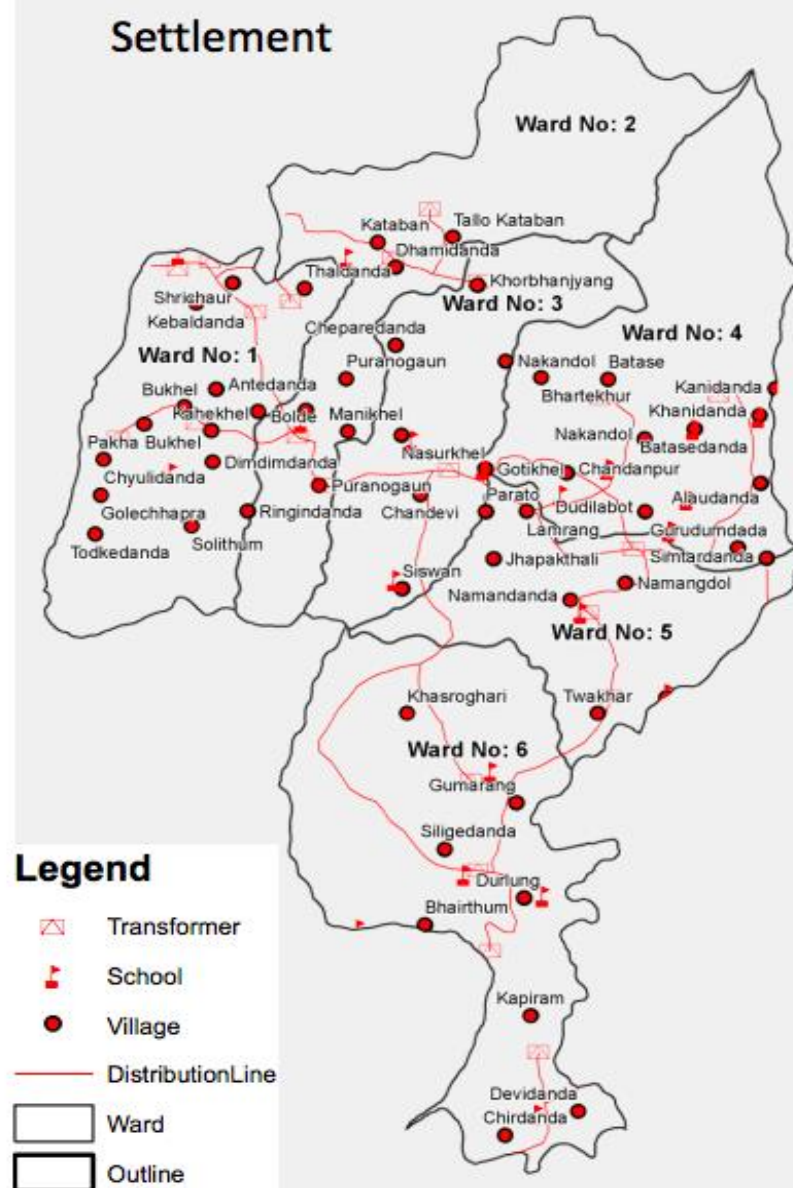 Settlement
Ward No: 2
Kataban
Tallo Kataban
Dhamidanda
Thaldanda
Khorbhanjyang
Shrichaur
Ward No: 3
Kebaldanda
Cheparedanda
Ward No: 4
Ward No: 1
Puranogaun
Nakandol
Batase
Bukhel
Antedanda
Bhartekhur
Kanidanda
Kahekhel
Bolde
Manikhel
Khanidanda
Pakha Bukhel
Nakandol
Batasedanda
Nasurkhel
Dimdimdanda
Gotikhel
Chandanpur
Chyulidanda
Puranogaun
Parato
Alaudanda
Golechhapra
Ringindanda
Chandevi
Dudilabot
Lamrang
Gurudumdada
Todkedanda
Solithum
Siswan
Jhapakthali
Simtardanda
Namandanda
Namangdol
Ward No: 5
Khasroghari
Twakhar
Ward No: 6
Gumarang
Siligedanda
Durlung
Bhairthum
Kapiram
Devidanda
Chirdanda
Legend
Transformer
School
Village
DistributionLine
Ward
Outline